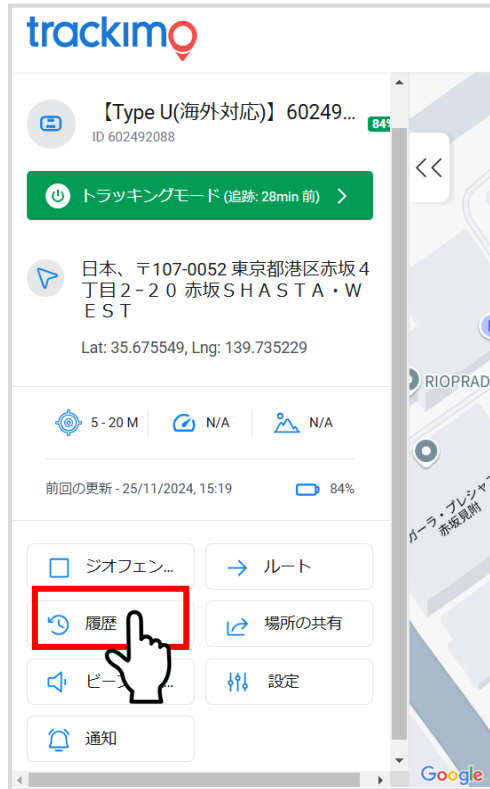 trackimo
【Type U(海外対応)】60249...
84%
ID 602492088
トラッキングモード (追跡: 28min 前)
日本、〒107-0052 東京都港区赤坂４
丁目２−２０ 赤坂ＳＨＡＳＴＡ・Ｗ
ＥＳＴ
Lat: 35.675549, Lng: 139.735229
5 - 20 M
N/A
N/A
前回の更新 - 25/11/2024, 15:19
84%
ジオフェン...
ルート
履歴
場所の共有
設定
通知
RIOPRAD
赤坂見附
Google